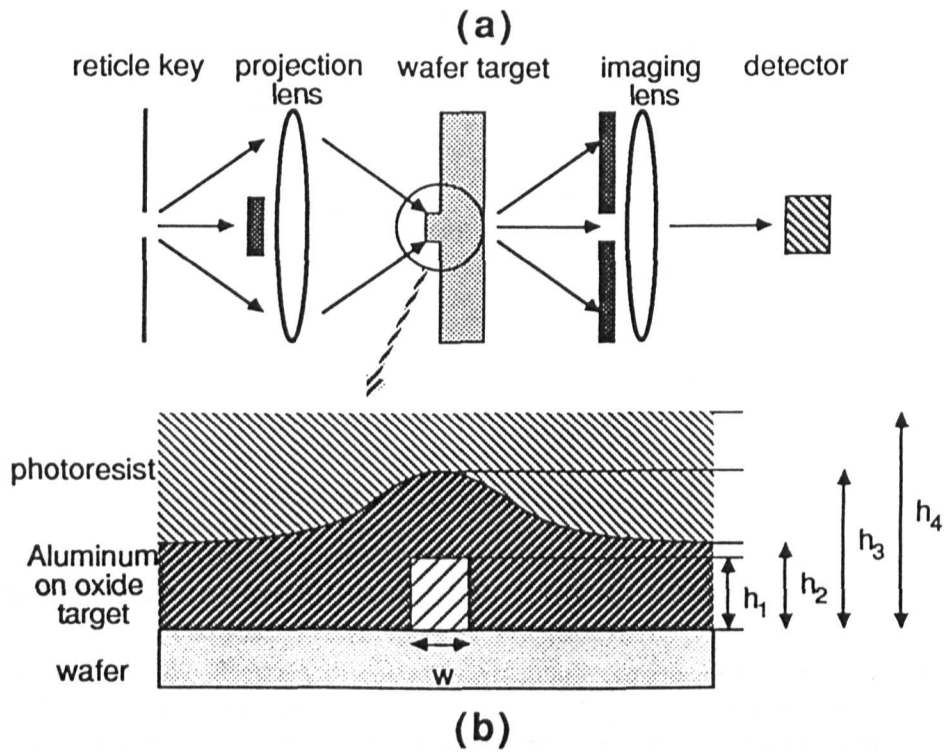 (a)
reticle key
projection
lens
wafer target
imaging
lens
detector
photoresist
Aluminum
on oxide
target
wafer
w
h1
h2
h3
h4
(b)